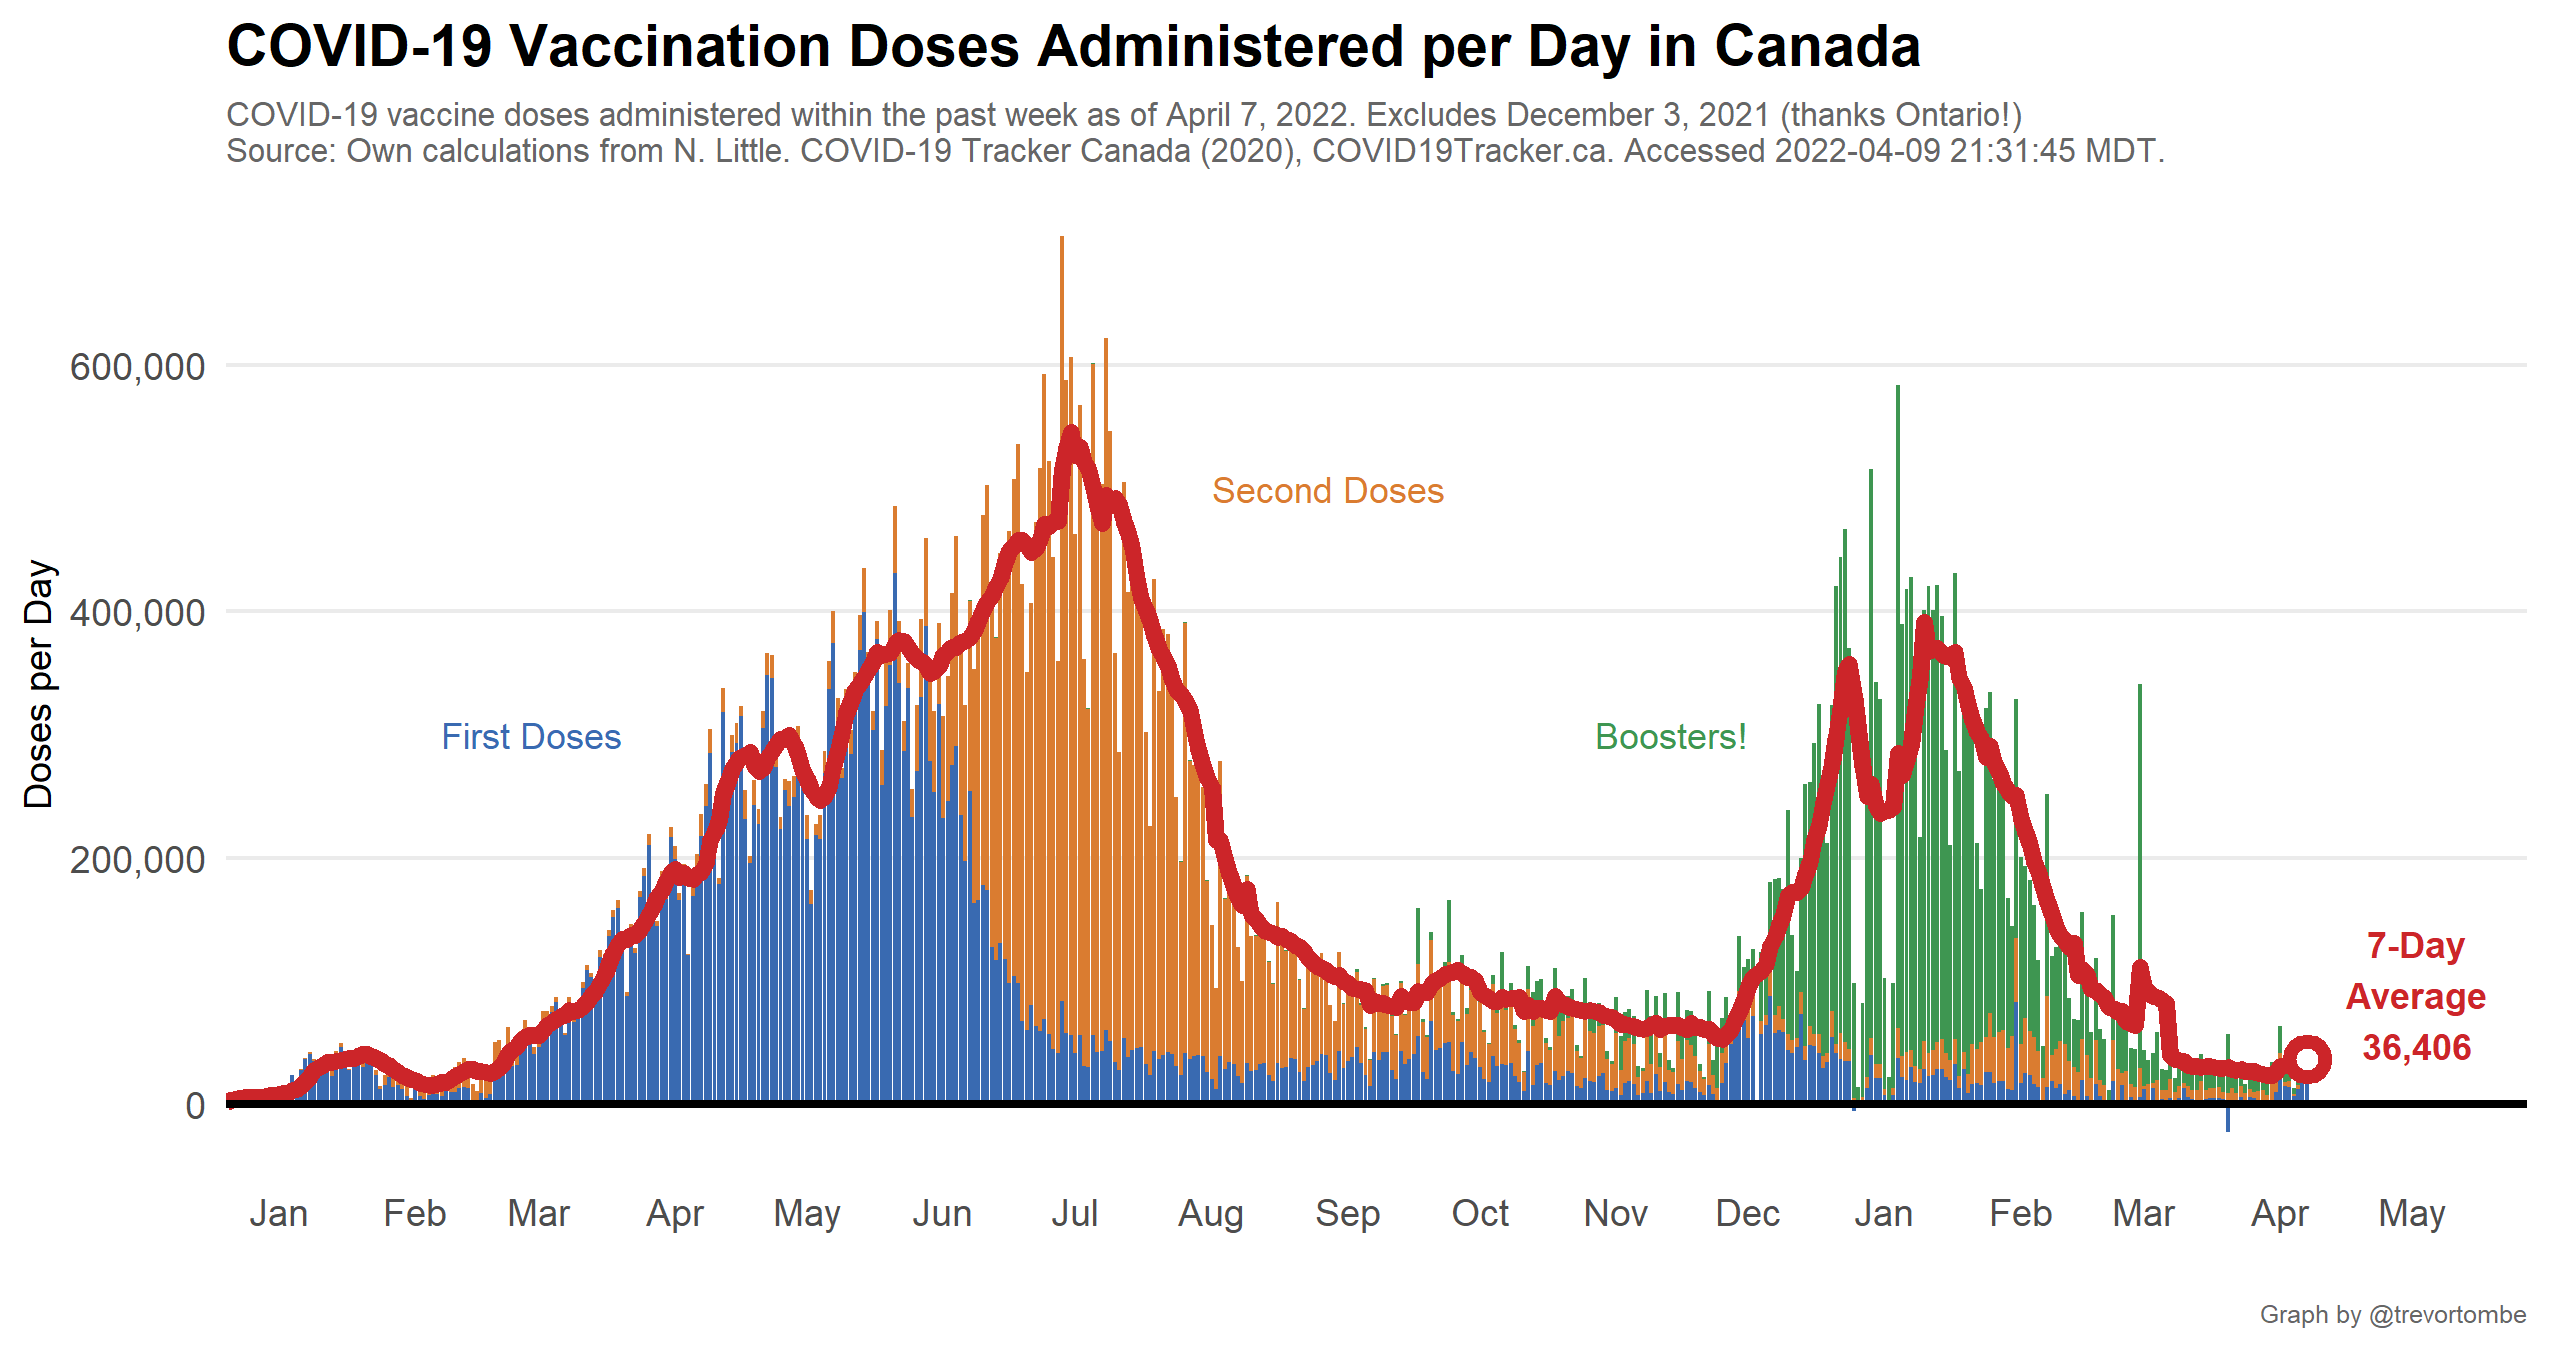 COVID-19 Vaccination Doses Administered per Day in Canada
COVID-19 vaccine doses administered within the past week as of April 7, 2022. Excludes December 3, 2021 (thanks Ontario!)
Source: Own calculations from N. Little. COVID-19 Tracker Canada (2020), COVID19Tracker.ca. Accessed 2022-04-09 21:31:45 MDT.
Doses per Day
600,000
400,000
200,000
0
First Doses
Second Doses
Boosters!
7-Day
Average
36,406
Jan Feb Mar Apr May Jun Jul Aug Sep Oct Nov Dec Jan Feb Mar Apr May
Graph by @trevortombe